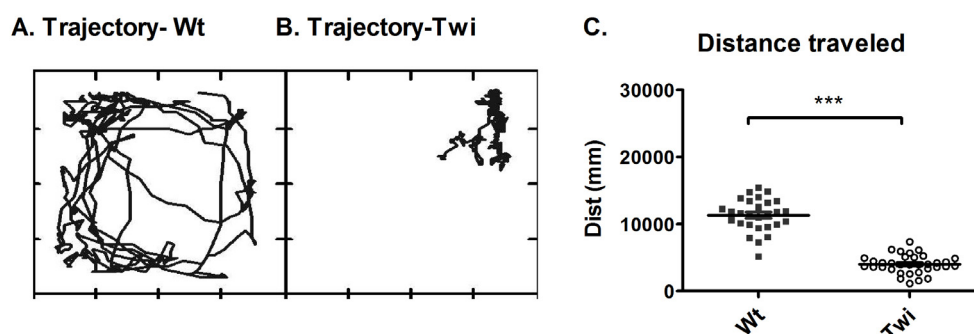 A. Trajectory- Wt
B. Trajectory-Twi
C.
Distance traveled
***
30000
20000
10000
0
Dist (mm)
Wt
Twi